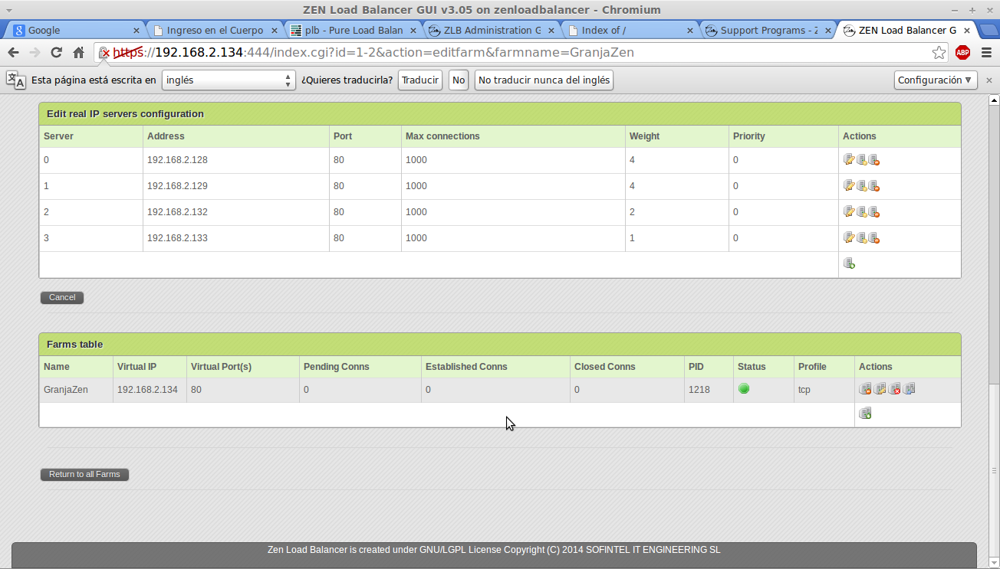 ZEN Load Balancer GUI v3.05 on zenloadbalancer - Chromium
Google Ingreso en el Cuerpo plb - Pure Load Balan ZLB Administration G Index of / Support Programs - Z ZEN Load Balancer G
https://192.168.2.134:444/index.cgi?id=1-2&action=editfarm&farmname=GranjaZen ABP
Esta página está escrita en inglés ¿Quieres traducirla? Traducir No No traducir nunca del inglés Configuración
Edit real IP servers configuration
Server Address Port Max connections Weight Priority Actions
0 192.168.2.128 80 1000 4 0
1 192.168.2.129 80 1000 4 0
2 192.168.2.132 80 1000 2 0
3 192.168.2.133 80 1000 1 0
Cancel
Farms table
Name Virtual IP Virtual Port(s) Pending Conns Established Conns Closed Conns PID Status Profile Actions
GranjaZen 192.168.2.134 80 0 0 0 1218 tcp
Return to all Farms
Zen Load Balancer is created under GNU/LGPL License Copyright (C) 2014 SOFINTEL IT ENGINEERING SL